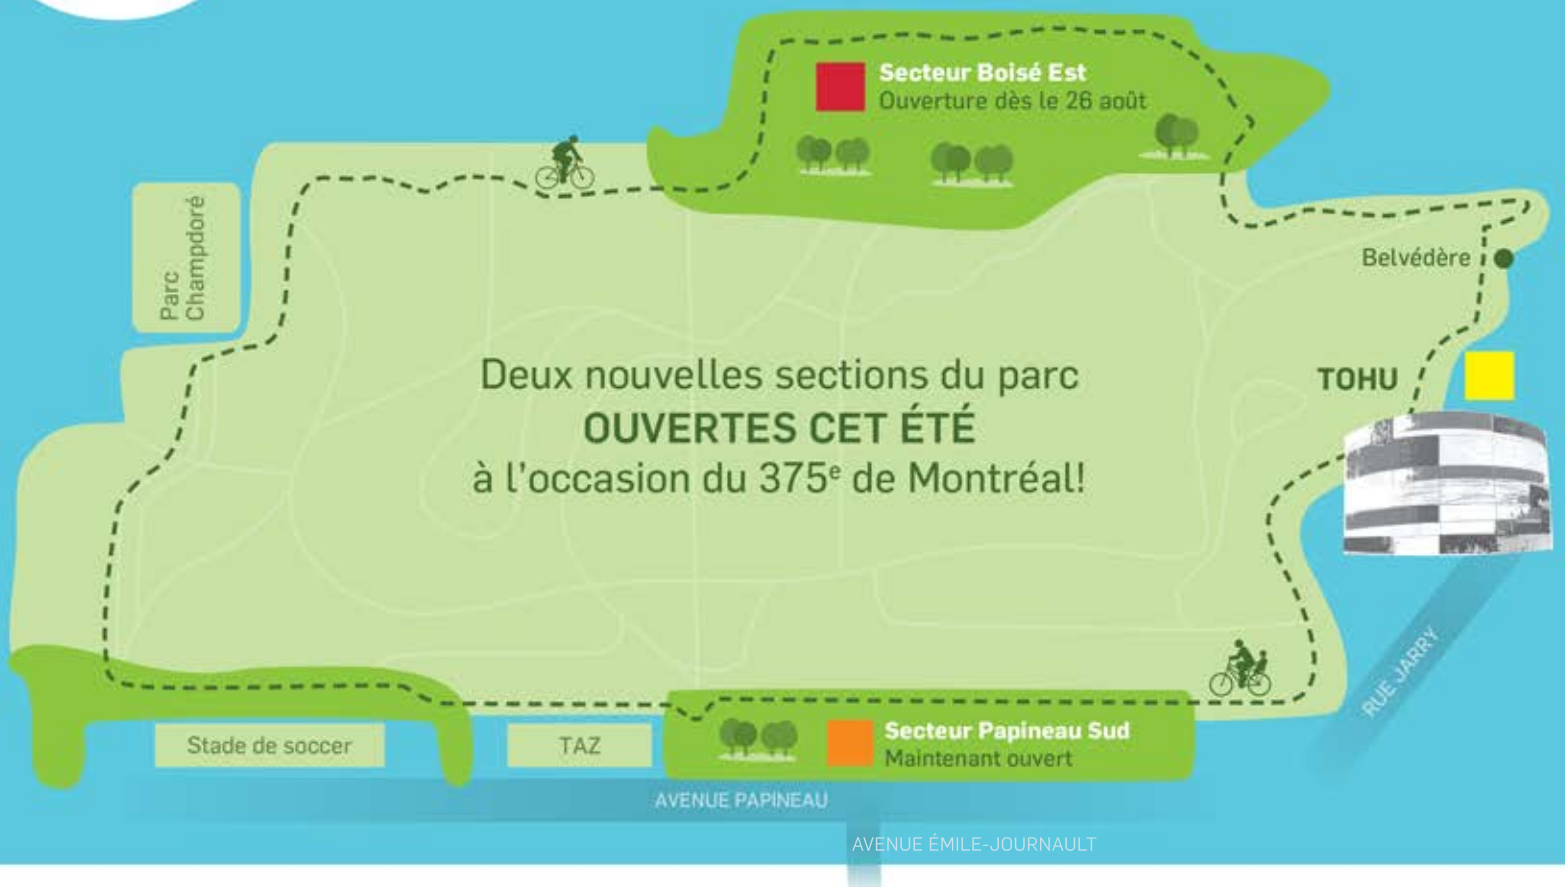 Secteur Boisé Est
Ouverture dès le 26 août
Parc
Champdoré
Belvédère
Deux nouvelles sections du parc
OUVERTES CET ÉTÉ
à l'occasion du 375e de Montréal!
TOHU
RUE JARRY
Secteur Papineau Sud
Maintenant ouvert
Stade de soccer
TAZ
AVENUE PAPINEAU
AVENUE ÉMILE-JOURNAULT